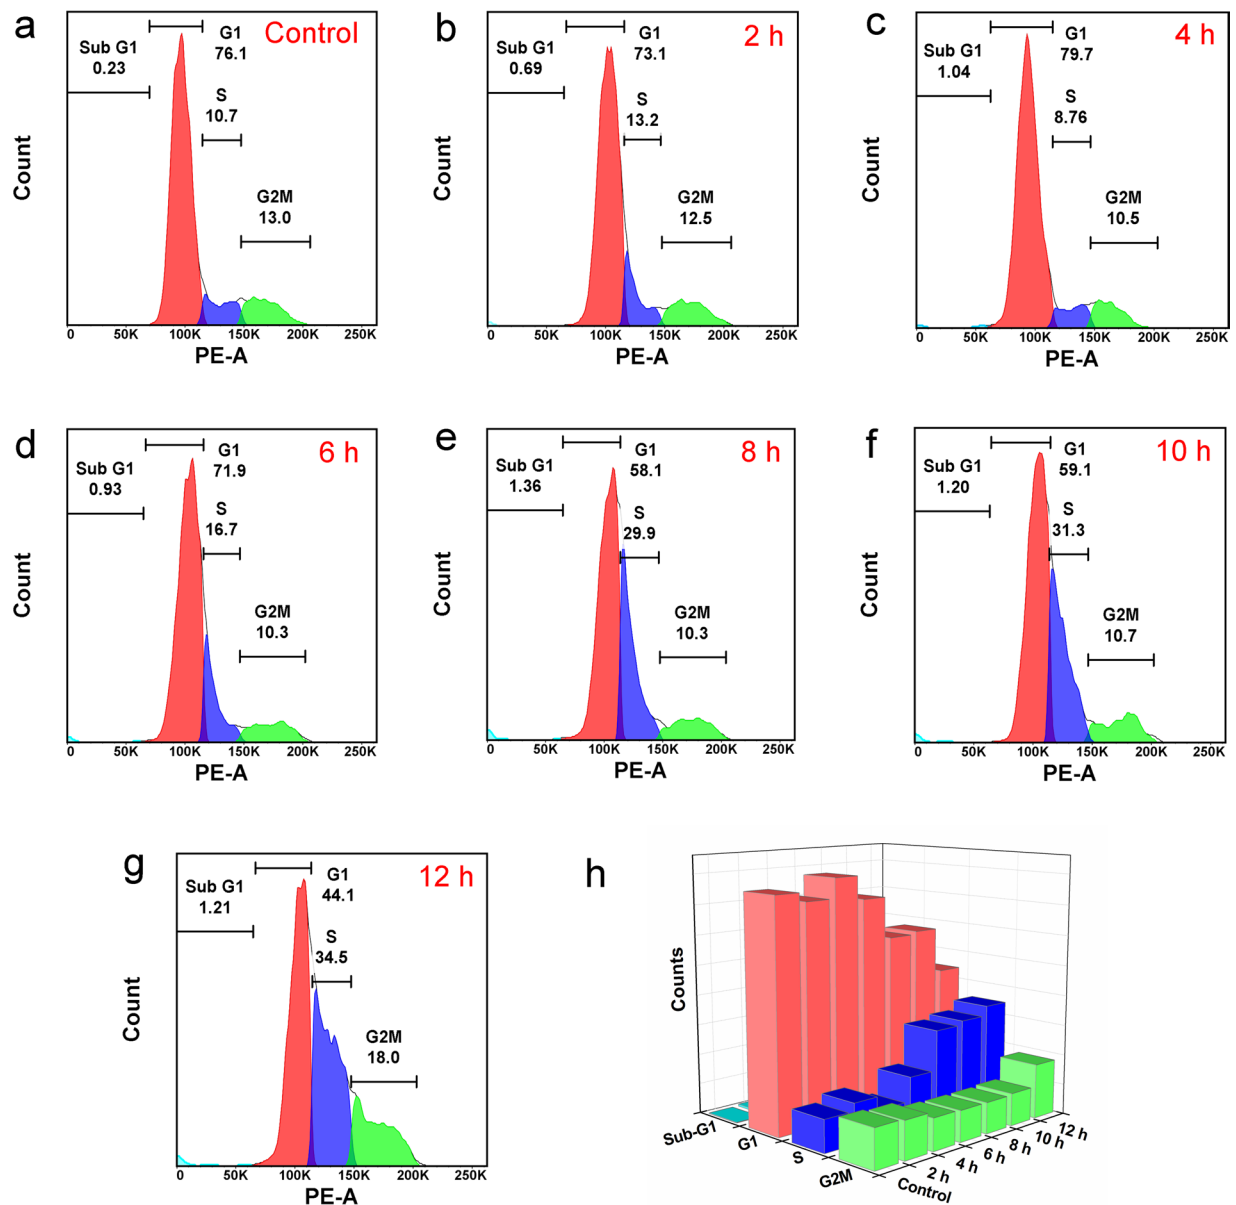 a
Control
Sub G1
0.23
G1
76.1
S
10.7
G2M
13.0
Count
0 50K 100K 150K 200K 250K
PE-A
b
2 h
Sub G1
0.69
G1
73.1
S
13.2
G2M
12.5
Count
0 50K 100K 150K 200K 250K
PE-A
c
4 h
Sub G1
1.04
G1
79.7
S
8.76
G2M
10.5
Count
0 50K 100K 150K 200K 250K
PE-A
d
6 h
Sub G1
0.93
G1
71.9
S
16.7
G2M
10.3
Count
0 50K 100K 150K 200K 250K
PE-A
e
8 h
Sub G1
1.36
G1
58.1
S
29.9
G2M
10.3
Count
0 50K 100K 150K 200K 250K
PE-A
f
10 h
Sub G1
1.20
G1
59.1
S
31.3
G2M
10.7
Count
0 50K 100K 150K 200K 250K
PE-A
g
12 h
Sub G1
1.21
G1
44.1
S
34.5
G2M
18.0
Count
0 50K 100K 150K 200K 250K
PE-A
h
Counts
Sub-G1
G1
S
G2M
Control
2 h
4 h
6 h
8 h
10 h
12 h